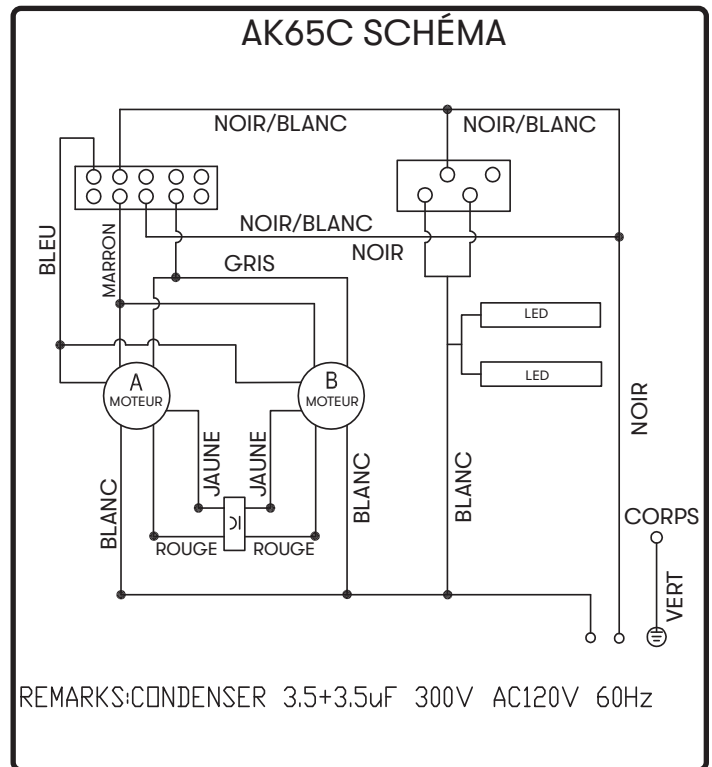 AK65C SCHÉMA
NOIR/BLANC
NOIR/BLANC
NOIR/BLANC
BLEU
MARRON
NOIR
GRIS
LED
LED
A
MOTEUR
B
MOTEUR
NOIR
JAUNE
JAUNE
BLANC
BLANC
BLANC
ROUGE
ROUGE
CORPS
VERT
REMARKS:CONDENSER 3.5+3.5uF 300V AC120V 60Hz